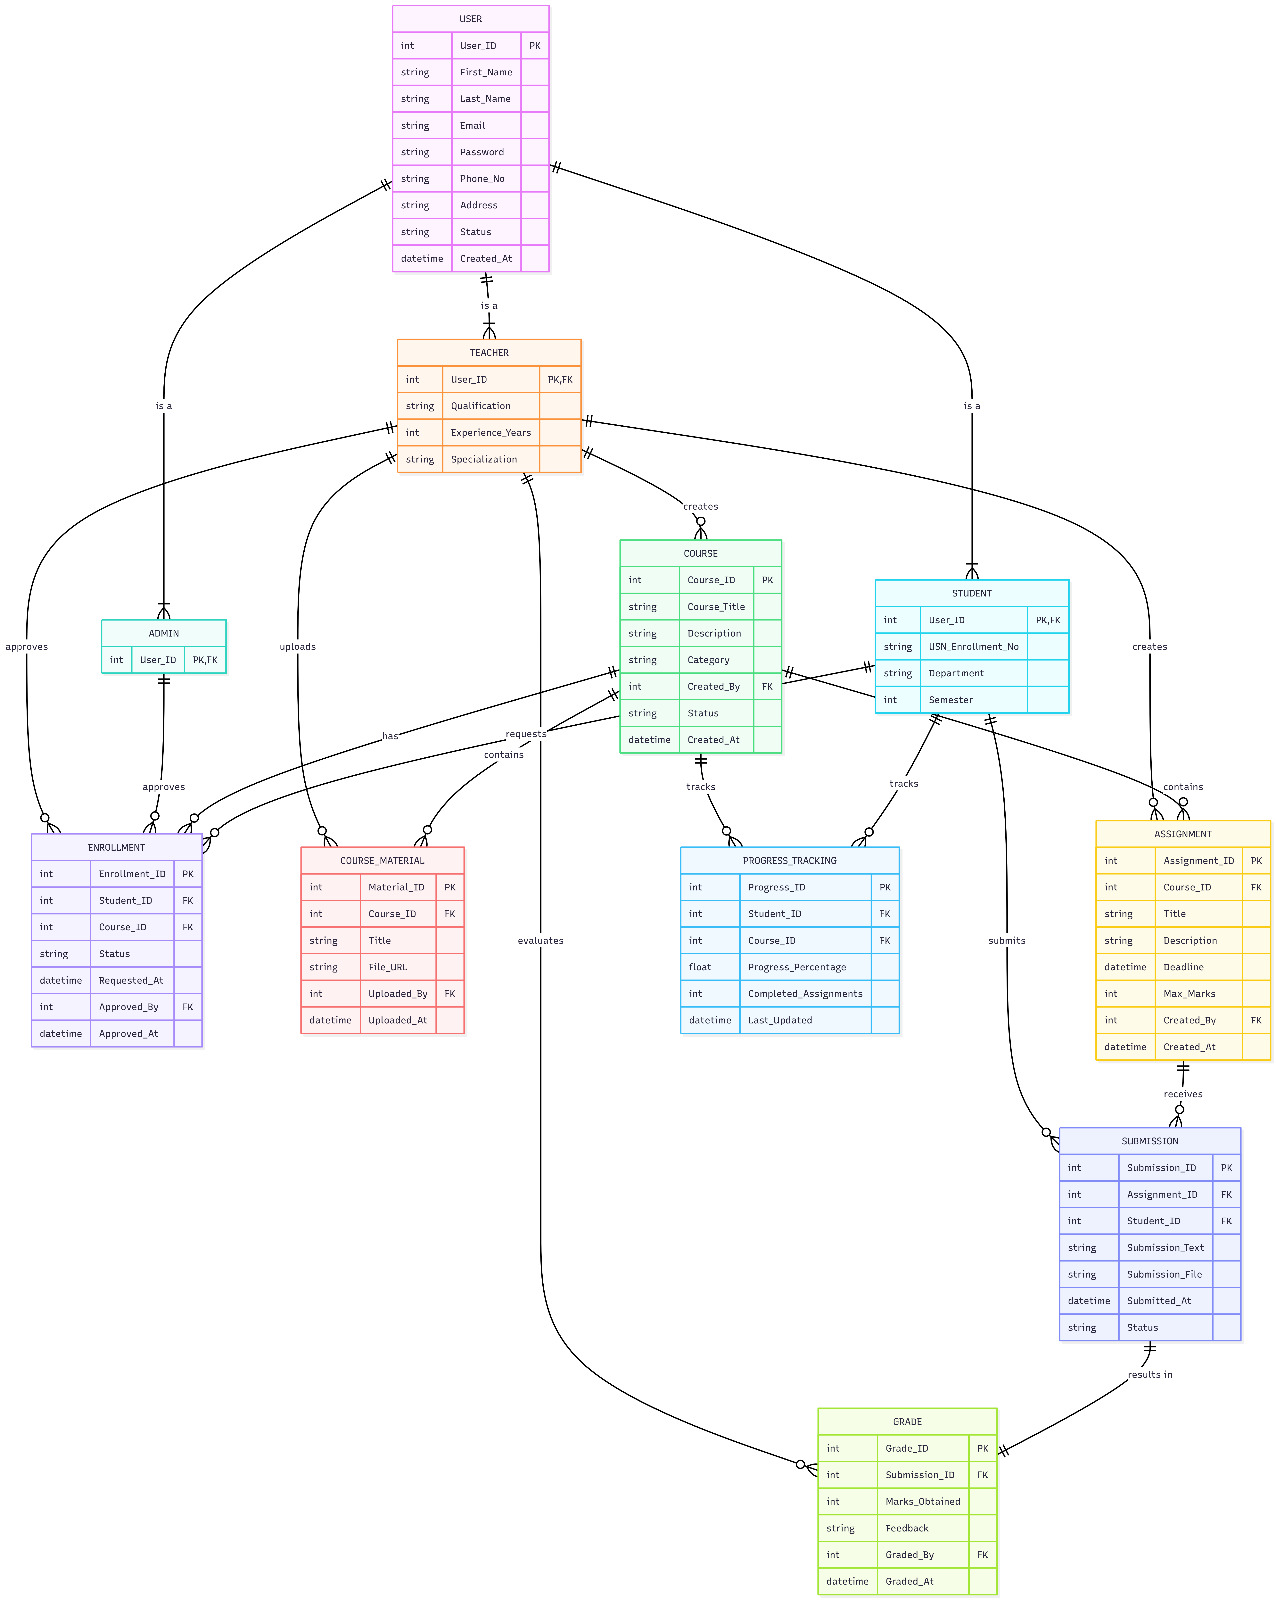 USER
int User_ID PK
string First_Name
string Last_Name
string Email
string Password
string Phone_No
string Address
string Status
datetime Created_At
is a
TEACHER
int User_ID PK,FK
string Qualification
int Experience_Years
string Specialization
is a
is a
creates
COURSE
int Course_ID PK
string Course_Title
string Description
string Category
int Created_By FK
string Status
datetime Created_At
STUDENT
int User_ID PK,FK
string USN_Enrollment_No
string Department
int Semester
ADMIN
int User_ID PK,FK
approves
uploads
creates
has
requests
contains
approves
tracks
tracks
contains
ENROLLMENT
int Enrollment_ID PK
int Student_ID FK
int Course_ID FK
string Status
datetime Requested_At
int Approved_By FK
datetime Approved_At
COURSE_MATERIAL
int Material_ID PK
int Course_ID FK
string Title
string File_URL
int Uploaded_By FK
datetime Uploaded_At
PROGRESS_TRACKING
int Progress_ID PK
int Student_ID FK
int Course_ID FK
float Progress_Percentage
int Completed_Assignments
datetime Last_Updated
ASSIGNMENT
int Assignment_ID PK
int Course_ID FK
string Title
string Description
datetime Deadline
int Max_Marks
int Created_By FK
datetime Created_At
evaluates
submits
receives
SUBMISSION
int Submission_ID PK
int Assignment_ID FK
int Student_ID FK
string Submission_Text
string Submission_File
datetime Submitted_At
string Status
results in
GRADE
int Grade_ID PK
int Submission_ID FK
int Marks_Obtained
string Feedback
int Graded_By FK
datetime Graded_At